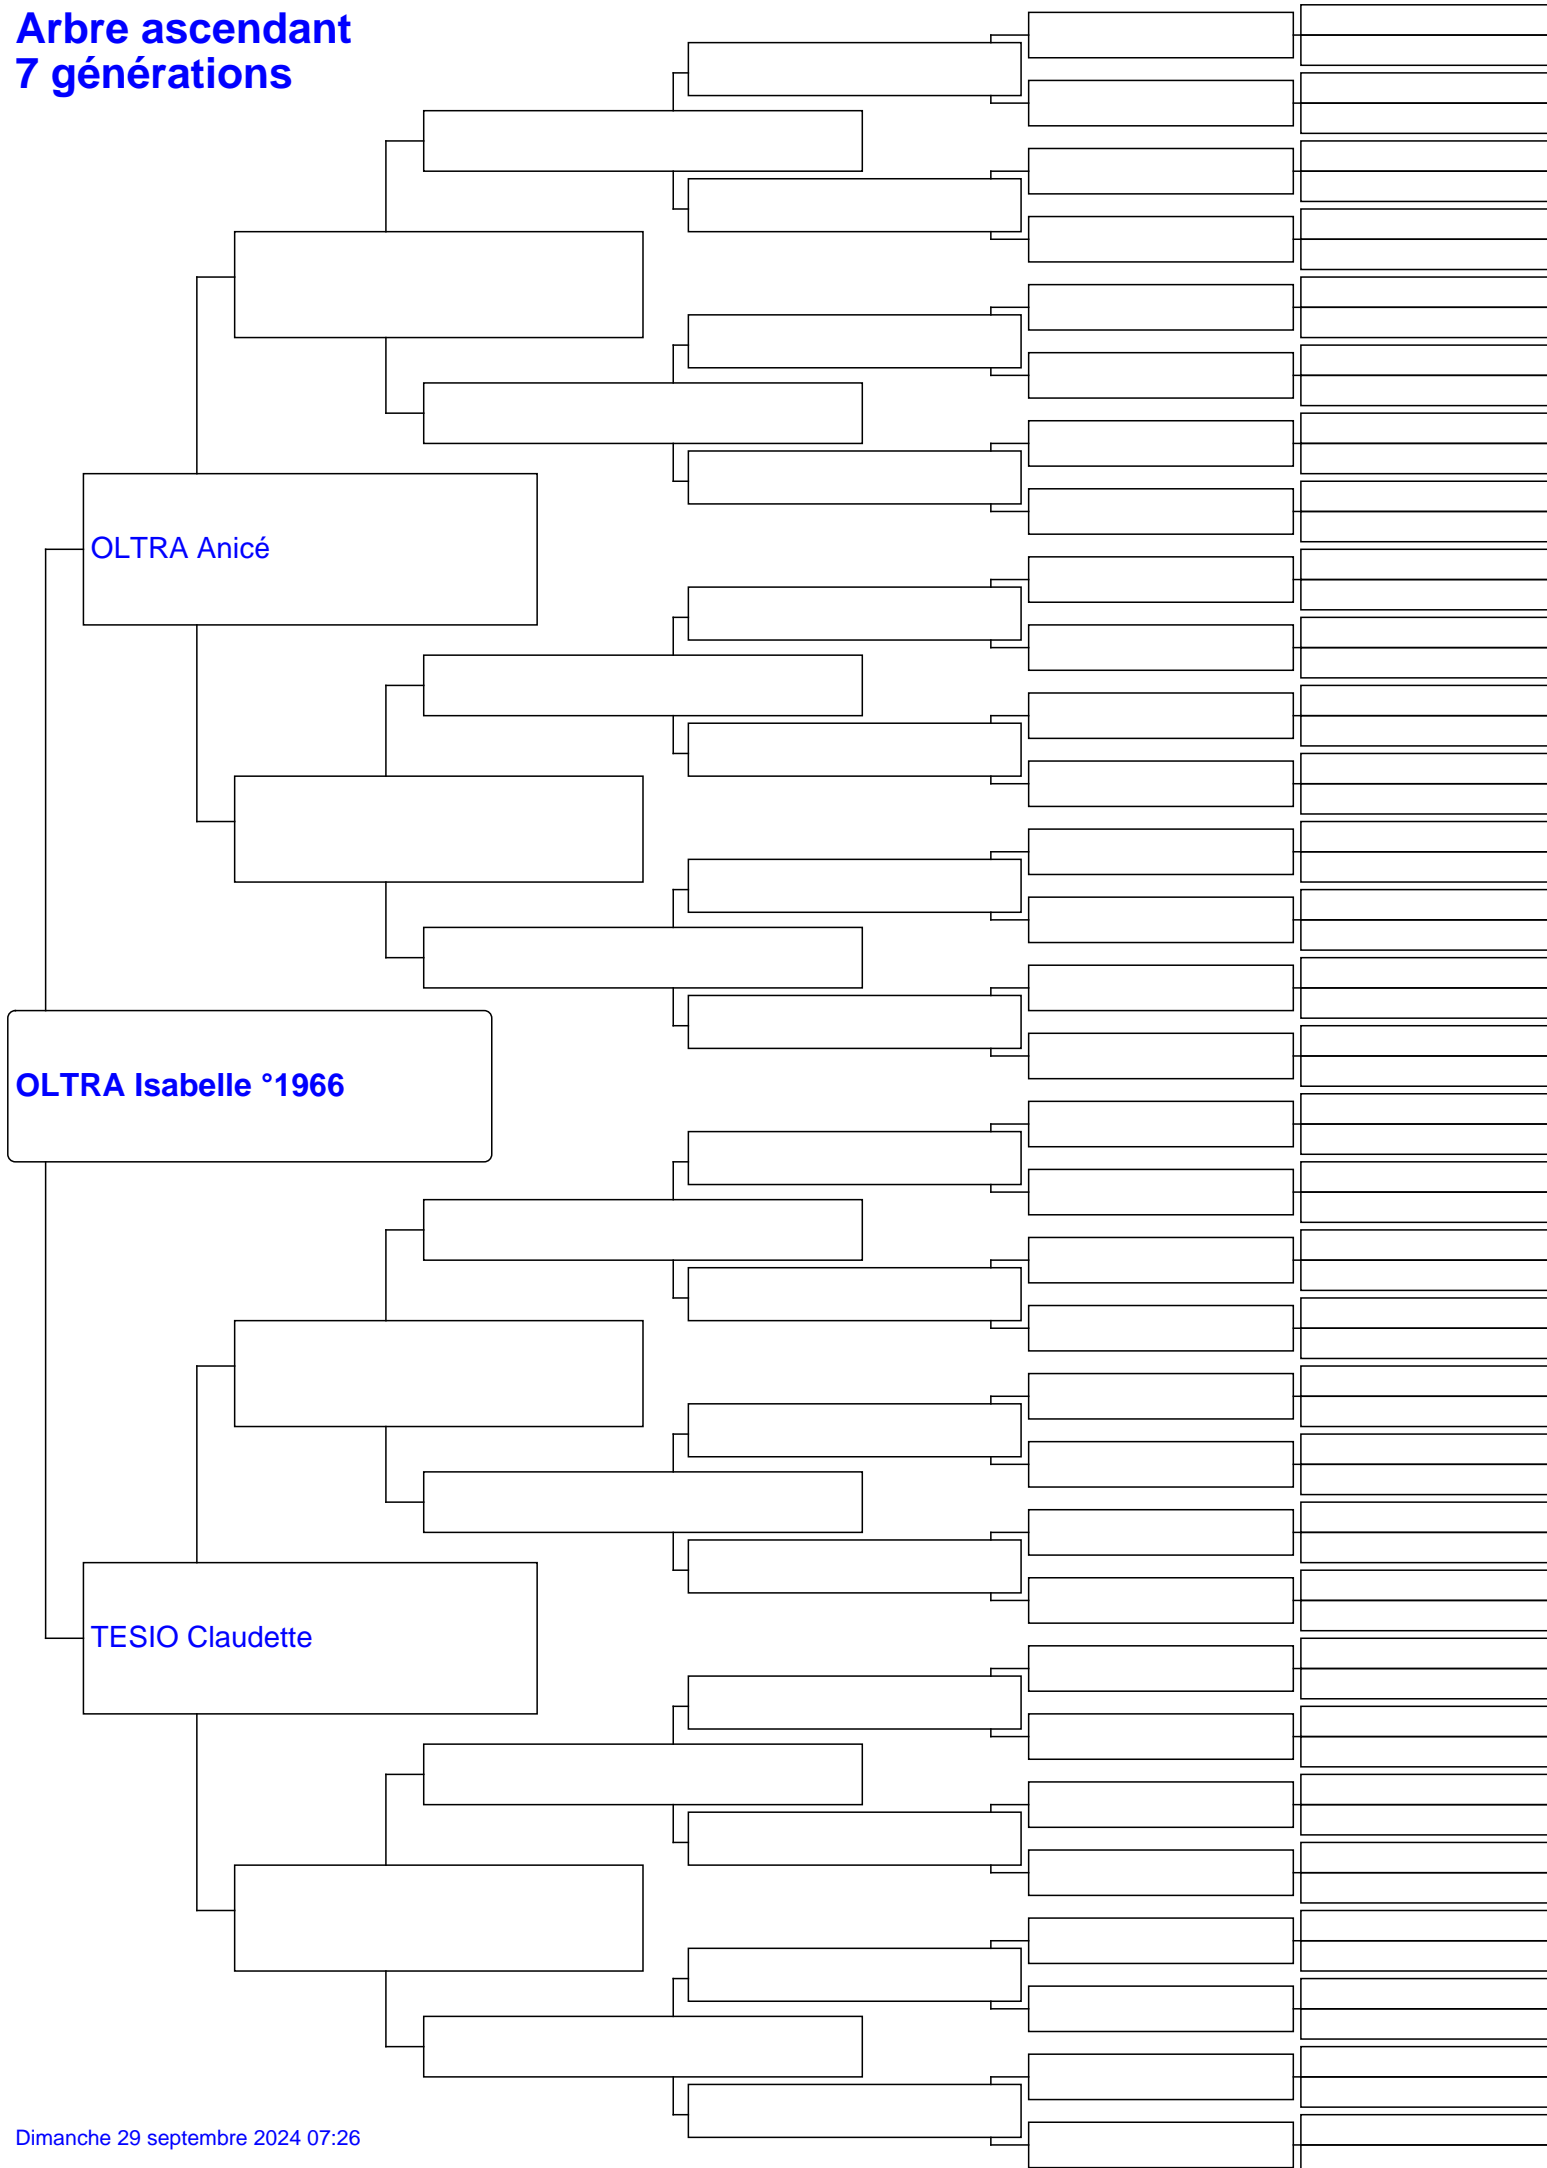 Arbre ascendant
7 générations
OLTRA Anicé
OLTRA Isabelle °1966
TESIO Claudette
Dimanche 29 septembre 2024 07:26